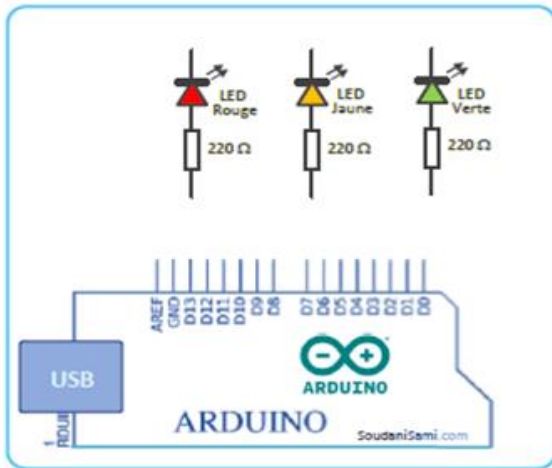 LED
Rouge
220 Ω
LED
Jaune
220 Ω
LED
Verte
220 Ω
AREF
GND
D13
D12
D11
D10
D9
D8
D7
D6
D5
D4
D3
D2
D1
D0
USB
ARDUINO
ARDUINO
SoudaniSami.com
1